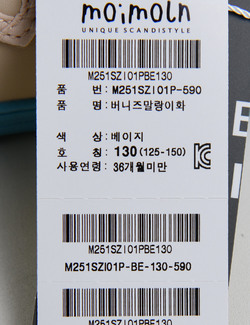 moimoln
UNIQUE SCANDISTYLE
M251SZI01PBE130
품 번: M251SZI01P-590
품 명: 버니즈말랑이화
색 상: 베이지
호 칭: 130 (125-150)
사용연령: 36개월미만
M251SZI01PBE130
M251SZI01P-BE-130-590
M251SZI01PBE130